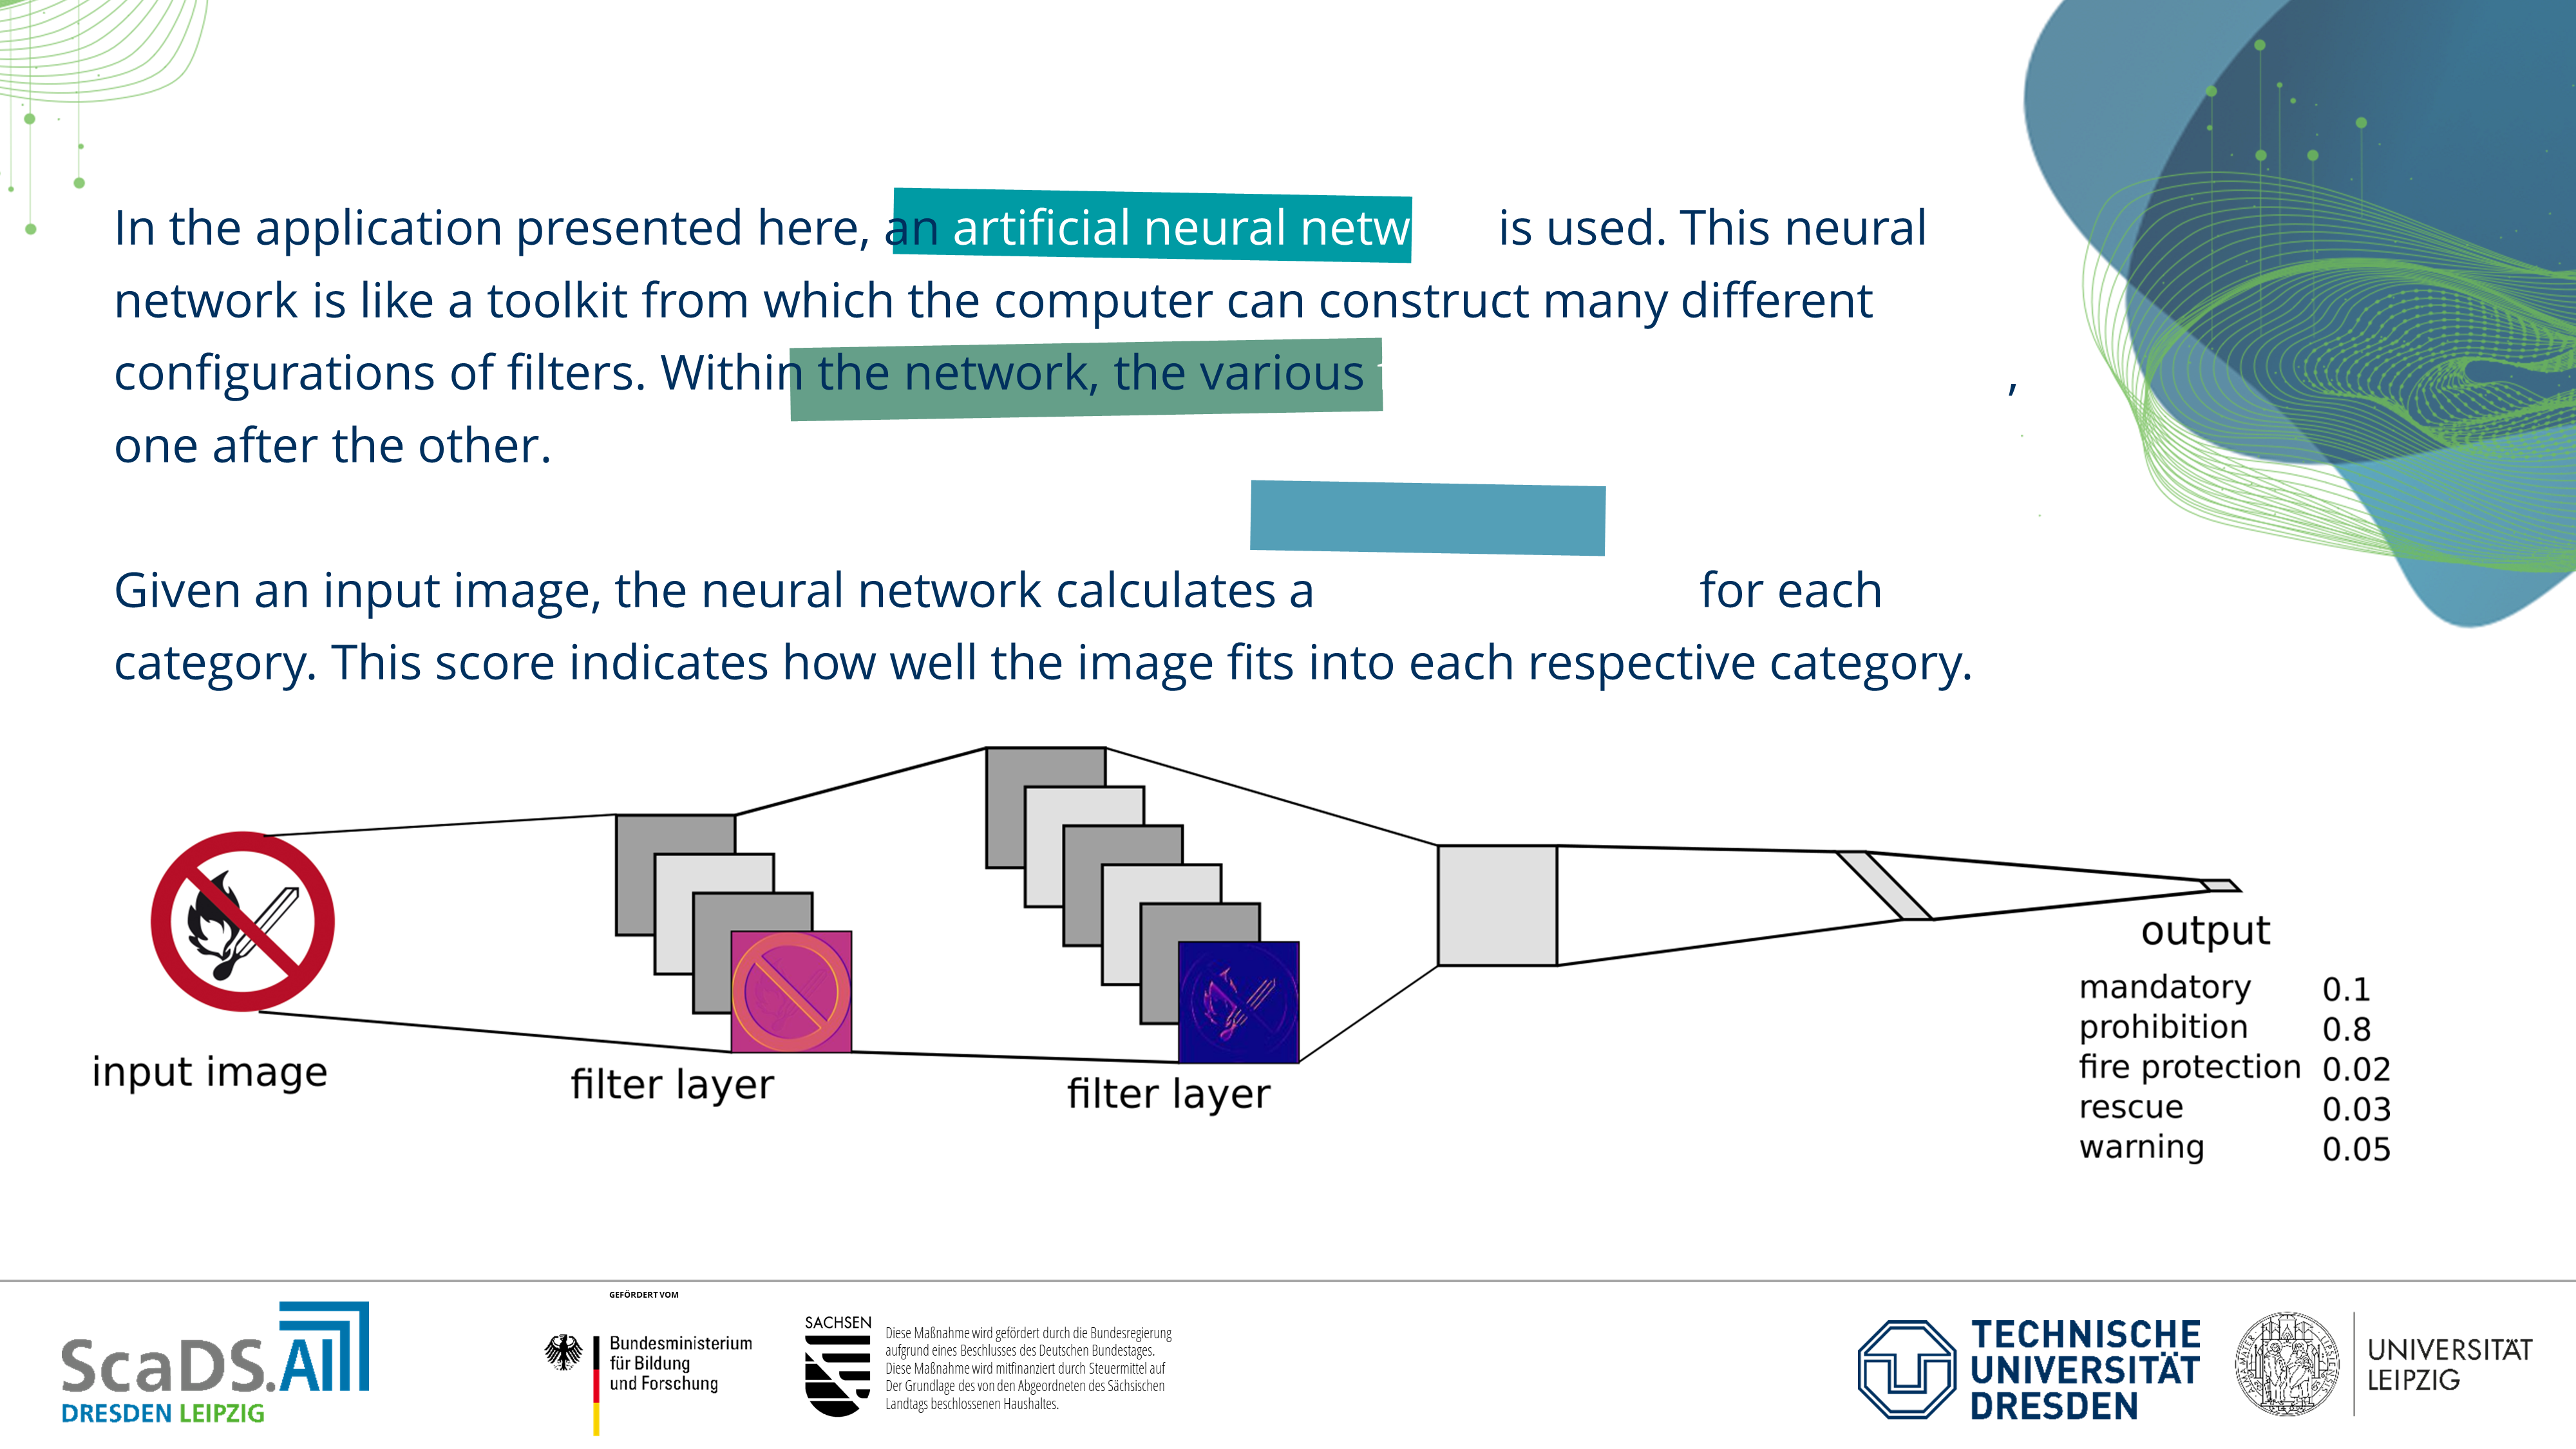 In the application presented here, an artificial neural netw is used. This neural
network is like a toolkit from which the computer can construct many different
configurations of filters. Within the network, the various ,
one after the other.
Given an input image, the neural network calculates a for each
category. This score indicates how well the image fits into each respective category.
input image
filter layer
filter layer
output
mandatory 0.1
prohibition 0.8
fire protection 0.02
rescue 0.03
warning 0.05
ScaDS.AI
DRESDEN LEIPZIG
GEFÖRDERT VOM
Bundesministerium
für Bildung
und Forschung
SACHSEN
Diese Maßnahme wird gefördert durch die Bundesregierung
aufgrund eines Beschlusses des Deutschen Bundestages.
Diese Maßnahme wird mitfinanziert durch Steuermittel auf
Der Grundlage des von den Abgeordneten des Sächsischen
Landtags beschlossenen Haushaltes.
TECHNISCHE
UNIVERSITÄT
DRESDEN
UNIVERSITÄT
LEIPZIG